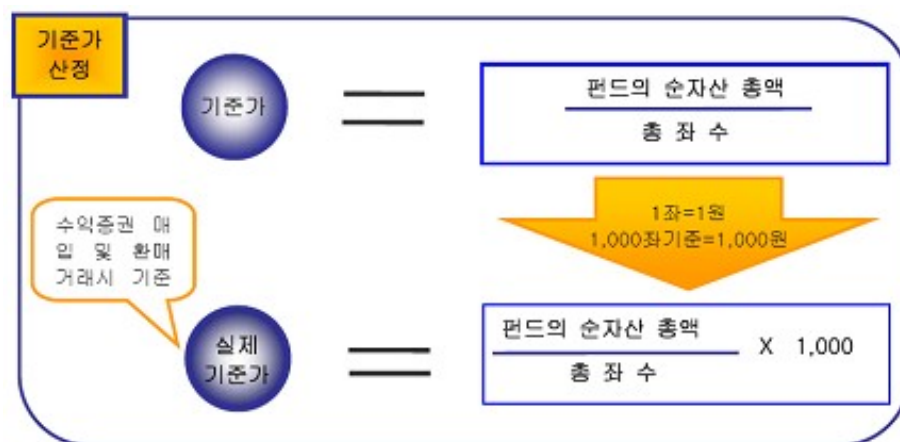 기준가
산정
기준가
펀드의 순자산 총액
총 좌 수
1좌=1원
1,000좌기준=1,000원
수익증권 매
입 및 환매
거래시 기준
실제
기준가
펀드의 순자산 총액
총 좌 수
X 1,000